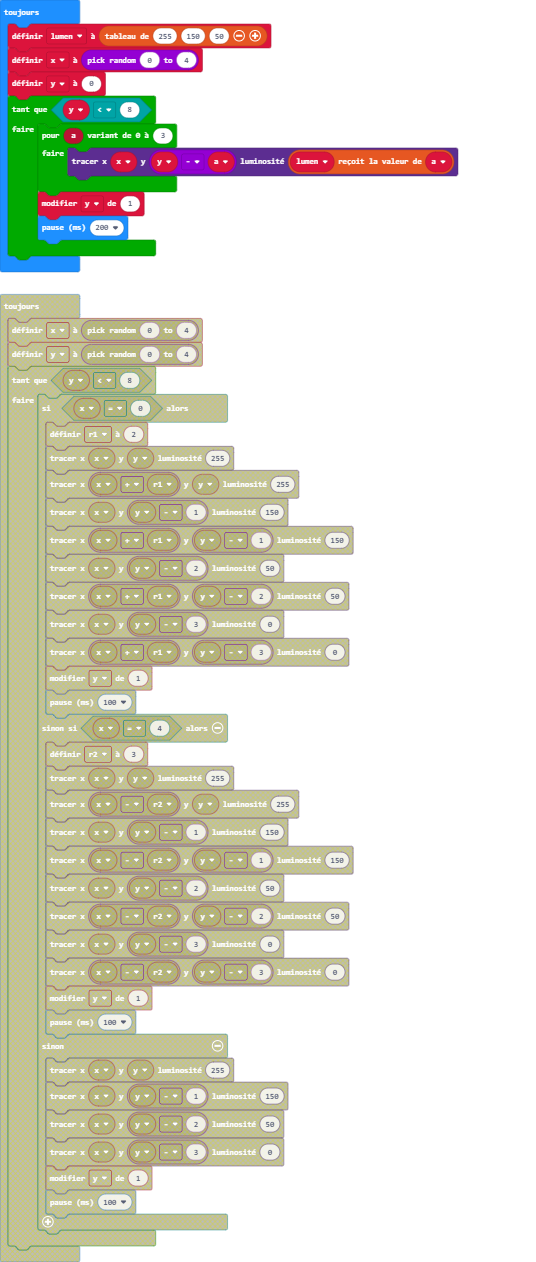 toujours
définir lumen à tableau de 255 150 50
définir x à pick random 0 to 4
définir y à 0
tant que y < 8
faire pour a variant de 0 à 3
faire tracer x x y y - a luminosité lumen reçoit la valeur de a
modifier y de 1
pause (ms) 200
toujours
définir x à pick random 0 to 4
définir y à pick random 0 to 4
tant que y < 8
faire si x = 0 alors
définir r1 à 2
tracer x x y y luminosité 255
tracer x x + r1 y y luminosité 255
tracer x x y y - 1 luminosité 150
tracer x x + r1 y y - 1 luminosité 150
tracer x x y y - 2 luminosité 50
tracer x x + r1 y y - 2 luminosité 50
tracer x x y y - 3 luminosité 0
tracer x x + r1 y y - 3 luminosité 0
modifier y de 1
pause (ms) 100
sinon si x = 4 alors
définir r2 à 3
tracer x x y y luminosité 255
tracer x x - r2 y y luminosité 255
tracer x x y y - 1 luminosité 150
tracer x x - r2 y y - 1 luminosité 150
tracer x x y y - 2 luminosité 50
tracer x x - r2 y y - 2 luminosité 50
tracer x x y y - 3 luminosité 0
tracer x x - r2 y y - 3 luminosité 0
modifier y de 1
pause (ms) 100
sinon
tracer x x y y luminosité 255
tracer x x y y - 1 luminosité 150
tracer x x y y - 2 luminosité 50
tracer x x y y - 3 luminosité 0
modifier y de 1
pause (ms) 100